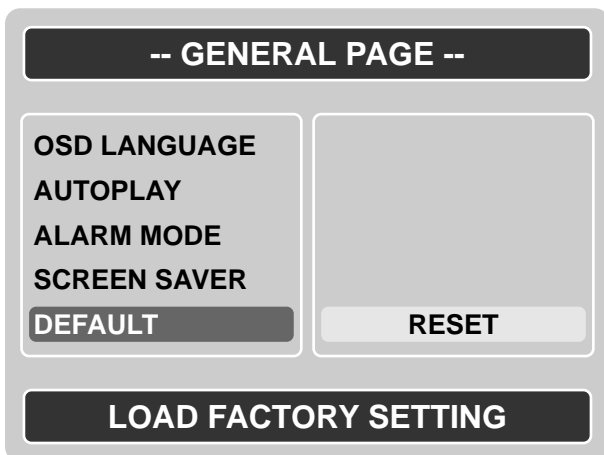 -- GENERAL PAGE --
OSD LANGUAGE
AUTOPLAY
ALARM MODE
SCREEN SAVER
DEFAULT
RESET
LOAD FACTORY SETTING